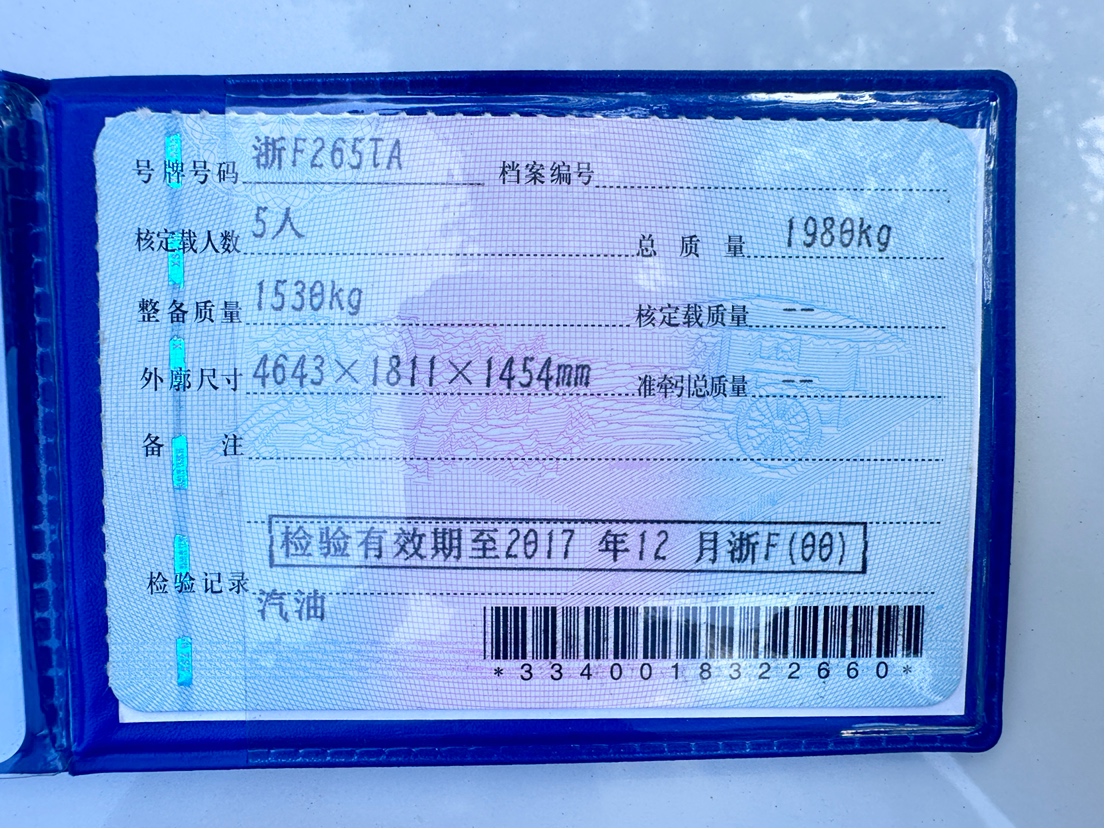 号牌号码 浙F265TA 档案编号
核定载人数 5人 总质量 1980kg
整备质量 1530kg 核定载质量 --
外廓尺寸 4643×1811×1454mm 准牵引总质量 --
备注
检验有效期至2017 年12 月浙F(00)
检验记录
汽油
*3340018322660*